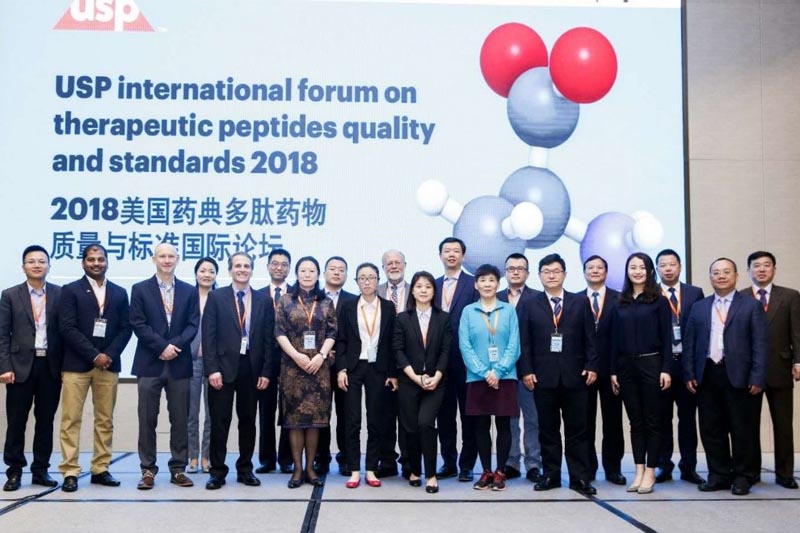 usp
USP international forum on
therapeutic peptides quality
and standards 2018
2018美国药典多肽药物
质量与标准国际论坛